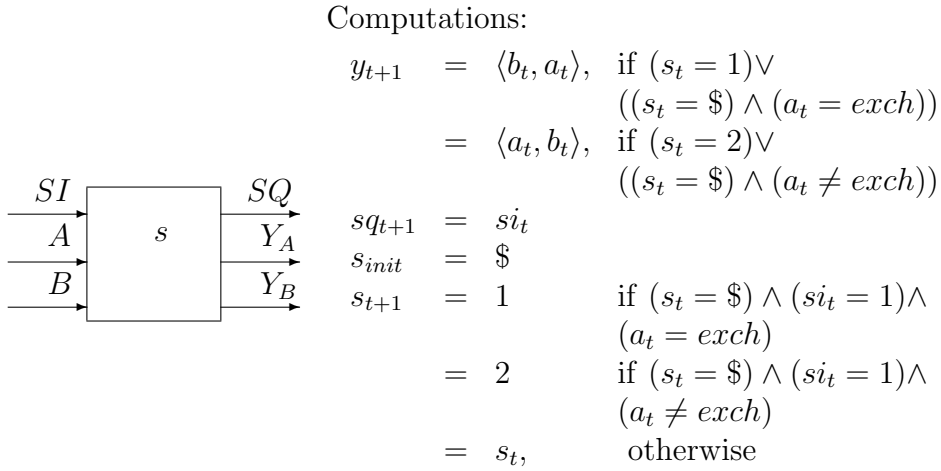 Computations:
y_{t+1} = ⟨b_t, a_t⟩, if (s_t = 1)∨
((s_t = $) ∧ (a_t = exch))
= ⟨a_t, b_t⟩, if (s_t = 2)∨
((s_t = $) ∧ (a_t ≠ exch))
SI SQ
A s Y_A
B Y_B
sq_{t+1} = si_t
s_{init} = $
s_{t+1} = 1 if (s_t = $) ∧ (si_t = 1)∧
(a_t = exch)
= 2 if (s_t = $) ∧ (si_t = 1)∧
(a_t ≠ exch)
= s_t, otherwise